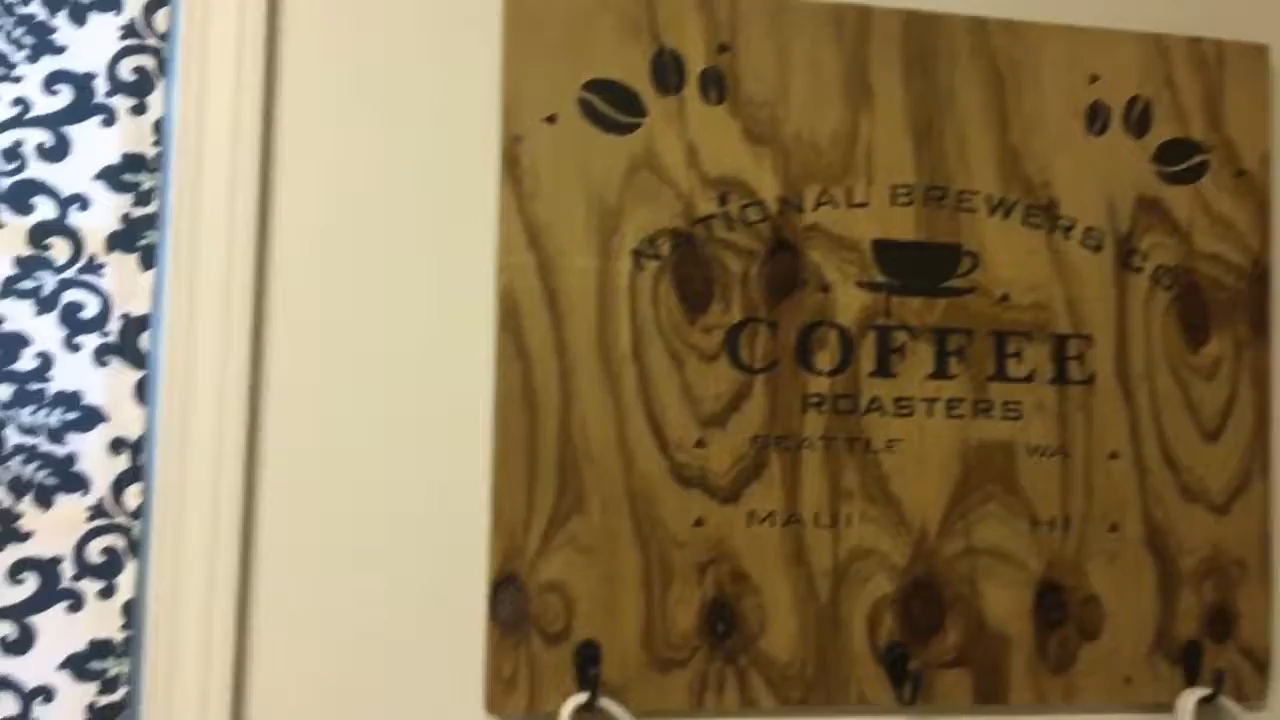 NATIONAL BREWERS CO
COFFEE
ROASTERS
SEATTLE WA
MAUI HI